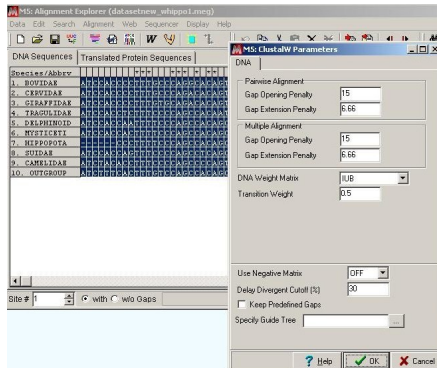 M5: Alignment Explorer (datasetnew_whippo1.meg)
Data Edit Search Alignment Web Sequencer Display Help
W
DNA Sequences Translated Protein Sequences
Species/Abbrv
1. BOVIDAE
2. CERVIDAE
3. GIRAFFIDAE
4. TRAGULIDAE
5. DELPHINOID
6. MYSTICETI
7. HIPPOPOTA
8. SUIDAE
9. CAMELIDAE
10. OUTGROUP
Site # 1 with w/o Gaps
M5: ClustalW Parameters
DNA
Pairwise Alignment
Gap Opening Penalty 15
Gap Extension Penalty 6.66
Multiple Alignment
Gap Opening Penalty 15
Gap Extension Penalty 6.66
DNA Weight Matrix IUB
Transition Weight 0.5
Use Negative Matrix OFF
Delay Divergent Cutoff (%) 30
Keep Predefined Gaps
Specify Guide Tree ...
? Help OK Cancel